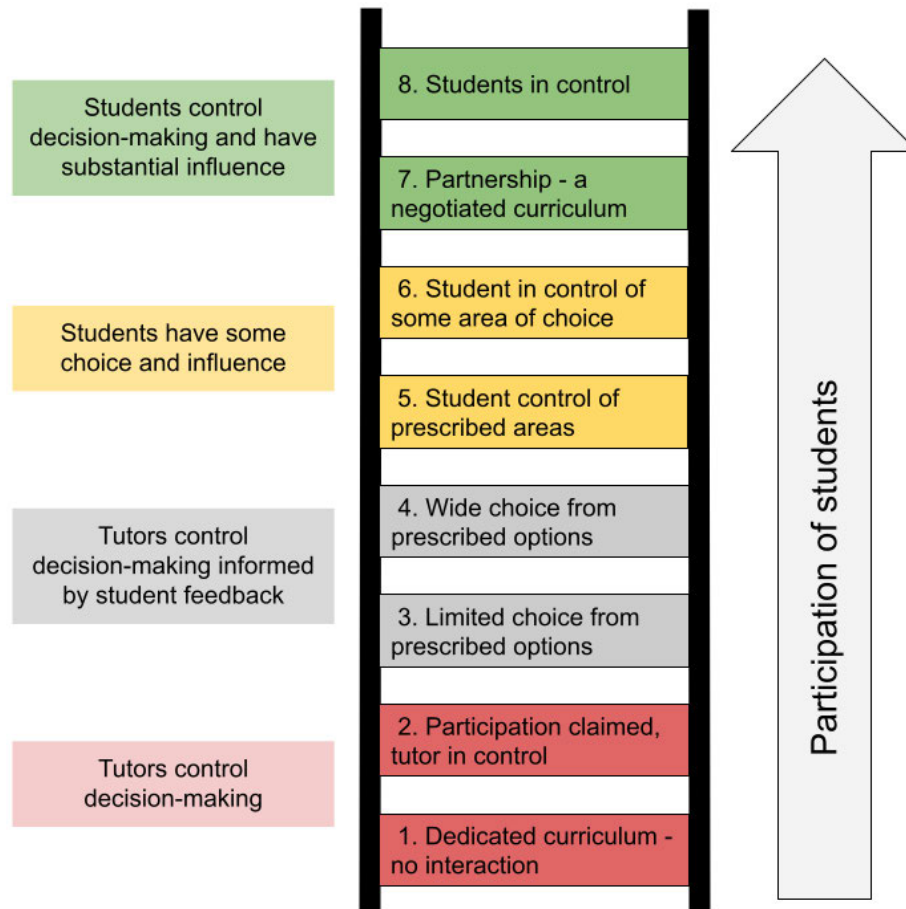 Students control
decision-making and have
substantial influence
8. Students in control
7. Partnership - a
negotiated curriculum
Students have some
choice and influence
6. Student in control of
some area of choice
5. Student control of
prescribed areas
Tutors control
decision-making informed
by student feedback
4. Wide choice from
prescribed options
3. Limited choice from
prescribed options
Tutors control
decision-making
2. Participation claimed,
tutor in control
1. Dedicated curriculum -
no interaction
Participation of students